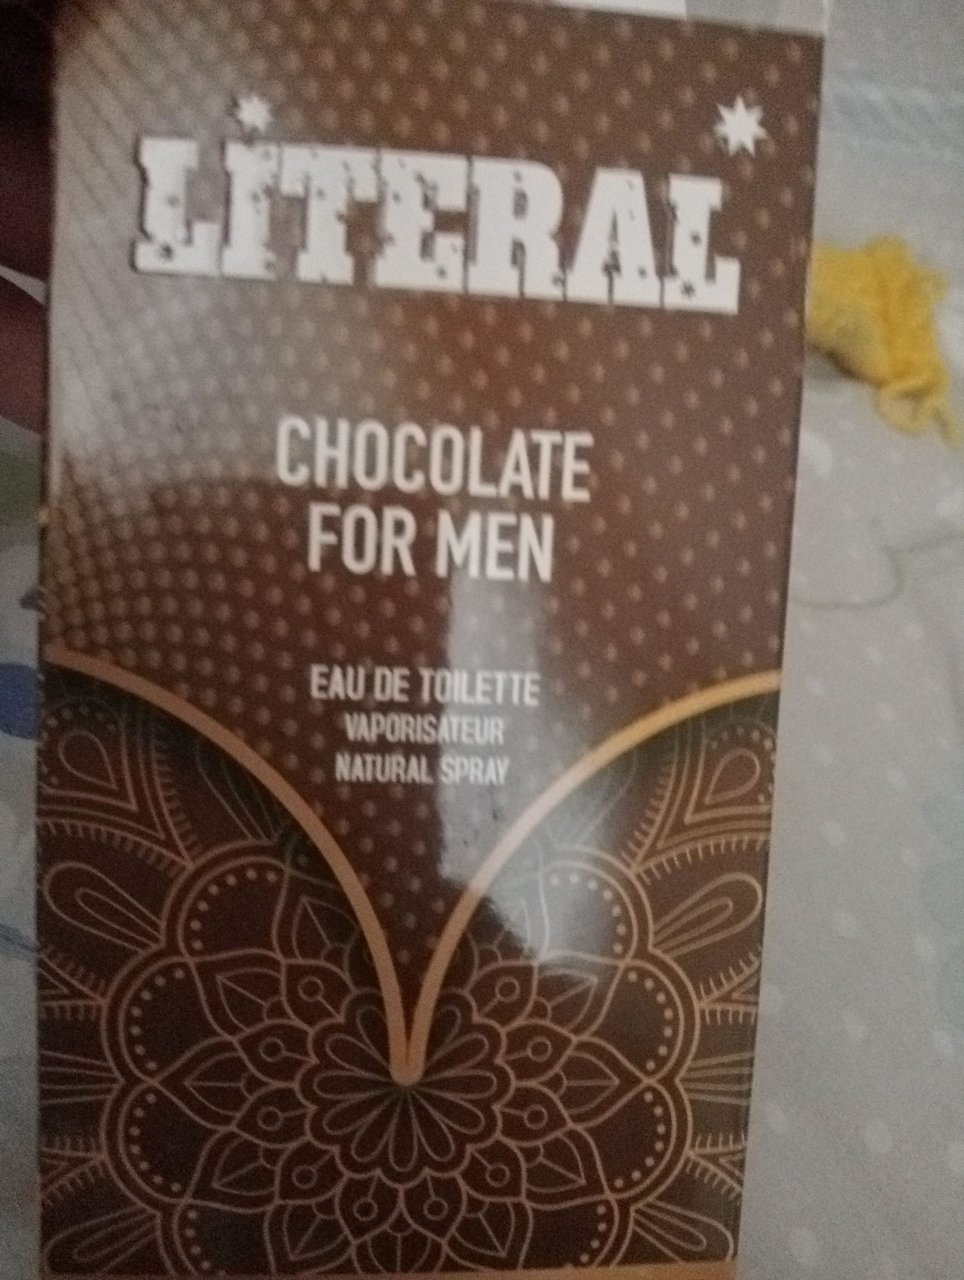 LITERAL
CHOCOLATE
FOR MEN
EAU DE TOILETTE
VAPORISATEUR
NATURAL SPRAY